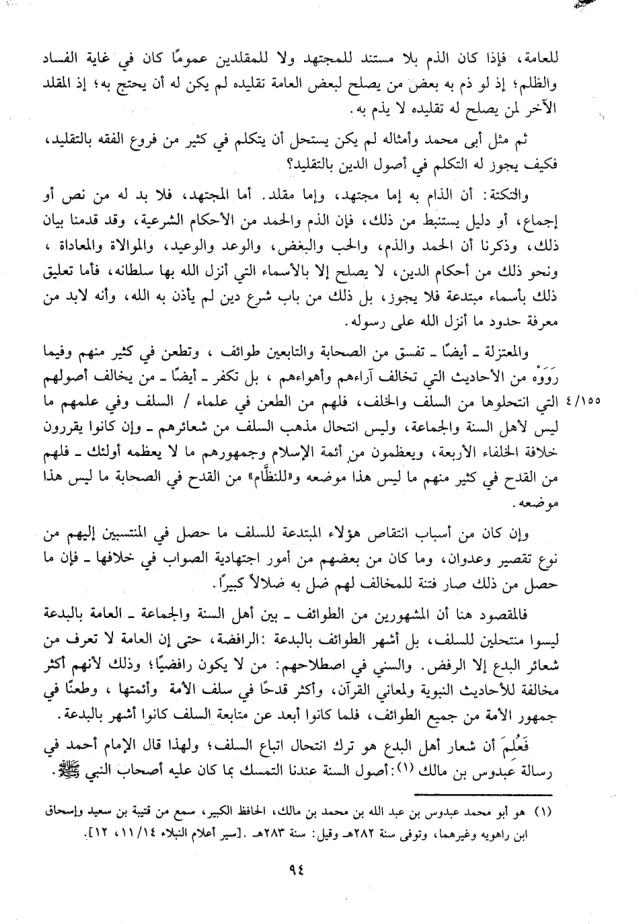 للعامة، فإذا كان الذم بلا مستند للمجتهد ولا للمقلدين عمومًا كان في غاية الفساد
والظلم؛ إذ لو ذم به بعض من يصلح لبعض العامة تقليده لم يكن له أن يحتج به؛ إذ المقلد
الآخر لمن يصلح له تقليده لا يذم به.
ثم مثل أبى محمد وأمثاله لم يكن يستحل أن يتكلم في كثير من فروع الفقه بالتقليد،
فكيف يجوز له التكلم في أصول الدين بالتقليد؟
والنكتة: أن الذام به إما مجتهد، وإما مقلد. أما المجتهد، فلا بد له من نص أو
إجماع، أو دليل يستنبط من ذلك، فإن الذم والحمد من الأحكام الشرعية، وقد قدمنا بيان
ذلك، وذكرنا أن الحمد والذم، والحب والبغض، والوعد والوعيد، والموالاة والمعاداة ،
ونحو ذلك من أحكام الدين، لا يصلح إلا بالأسماء التي أنزل الله بها سلطانه، فأما تعليق
ذلك بأسماء مبتدعة فلا يجوز، بل ذلك من باب شرع دين لم يأذن به الله، وأنه لابد من
معرفة حدود ما أنزل الله على رسوله.
والمعتزلة ـ أيضًا ـ تفسق من الصحابة والتابعين طوائف ، وتطعن في كثير منهم وفيما
رَوَوْه من الأحاديث التي تخالف آراءهم وأهواءهم ، بل تكفر ـ أيضًا ـ من يخالف أصولهم
٤/١٥٥ التي انتحلوها من السلف والخلف، فلهم من الطعن في علماء / السلف وفي علمهم ما
ليس لأهل السنة والجماعة، وليس انتحال مذهب السلف من شعائرهم ـ وإن كانوا يقررون
خلافة الخلفاء الأربعة، ويعظمون من أئمة الإسلام وجمهورهم ما لا يعظمه أولئك ـ فلهم
من القدح في كثير منهم ما ليس هذا موضعه و«للنظَّام» من القدح في الصحابة ما ليس هذا
موضعه.
وإن كان من أسباب انتقاص هؤلاء المبتدعة للسلف ما حصل في المنتسبين إليهم من
نوع تقصير وعدوان، وما كان من بعضهم من أمور اجتهادية الصواب في خلافها ـ فإن ما
حصل من ذلك صار فتنة للمخالف لهم ضل به ضلالاً كبيرًا.
فالمقصود هنا أن المشهورين من الطوائف ـ بين أهل السنة والجماعة ـ العامة بالبدعة
ليسوا منتحلين للسلف، بل أشهر الطوائف بالبدعة :الرافضة، حتى إن العامة لا تعرف من
شعائر البدع إلا الرفض. والسني في اصطلاحهم: من لا يكون رافضيًا؛ وذلك لأنهم أكثر
مخالفة للأحاديث النبوية ولمعاني القرآن، وأكثر قدحًا في سلف الأمة وأئمتها ، وطعنًا في
جمهور الأمة من جميع الطوائف، فلما كانوا أبعد عن متابعة السلف كانوا أشهر بالبدعة.
فَعُلِمَ أن شعار أهل البدع هو ترك انتحال اتباع السلف؛ ولهذا قال الإمام أحمد في
رسالة عبدوس بن مالك (١): أصول السنة عندنا التمسك بما كان عليه أصحاب النبي ﷺ.
(١) هو أبو محمد عبدوس بن عبد الله بن محمد بن مالك، الحافظ الكبير، سمع من قتيبة بن سعيد وإسحاق
ابن راهويه وغيرهما، وتوفى سنة ٢٨٢هـ وقيل: سنة ٢٨٣هـ .[سير أعلام النبلاء ١١/١٤، ١٢].
٩٤